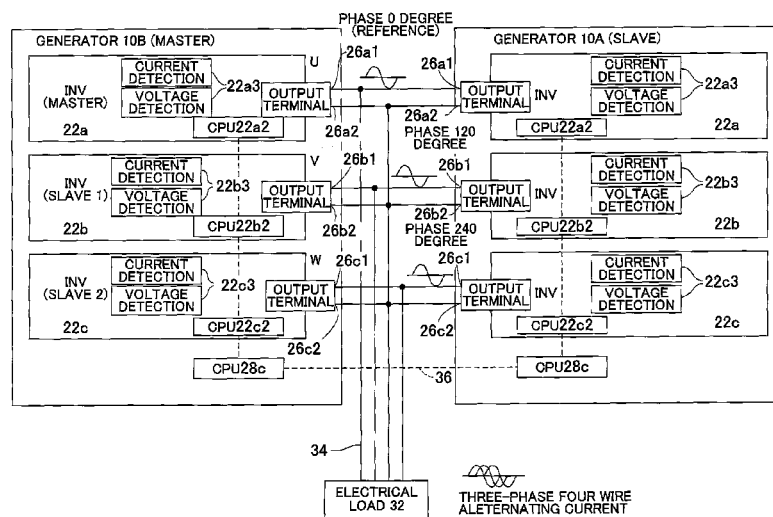 PHASE 0 DEGREE
(REFERENCE)
GENERATOR 10B (MASTER)
INV
(MASTER)
22a
CURRENT
DETECTION
VOLTAGE
DETECTION
22a3
CPU22a2
U
OUTPUT
TERMINAL
26a1
26a2
INV
(SLAVE 1)
22b
CURRENT
DETECTION
VOLTAGE
DETECTION
22b3
CPU22b2
V
OUTPUT
TERMINAL
26b1
26b2
INV
(SLAVE 2)
22c
CURRENT
DETECTION
VOLTAGE
DETECTION
22c3
CPU22c2
W
OUTPUT
TERMINAL
26c1
26c2
CPU28c
GENERATOR 10A (SLAVE)
26a1
OUTPUT
TERMINAL
26a2
INV
CURRENT
DETECTION
VOLTAGE
DETECTION
22a3
CPU22a2
22a
PHASE 120
DEGREE
26b1
OUTPUT
TERMINAL
26b2
INV
CURRENT
DETECTION
VOLTAGE
DETECTION
22b3
CPU22b2
22b
PHASE 240
DEGREE
26c1
OUTPUT
TERMINAL
26c2
INV
CURRENT
DETECTION
VOLTAGE
DETECTION
22c3
CPU22c2
22c
CPU28c
36
34
ELECTRICAL
LOAD 32
THREE-PHASE FOUR WIRE
ALETERNATING CURRENT